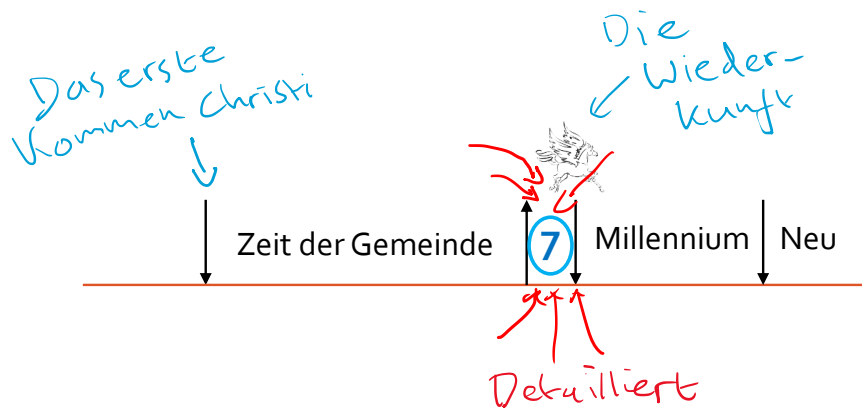 Das erste
Kommen Christi
Die
Wieder-
kunft
Zeit der Gemeinde
7
Millennium
Neu
Detailliert